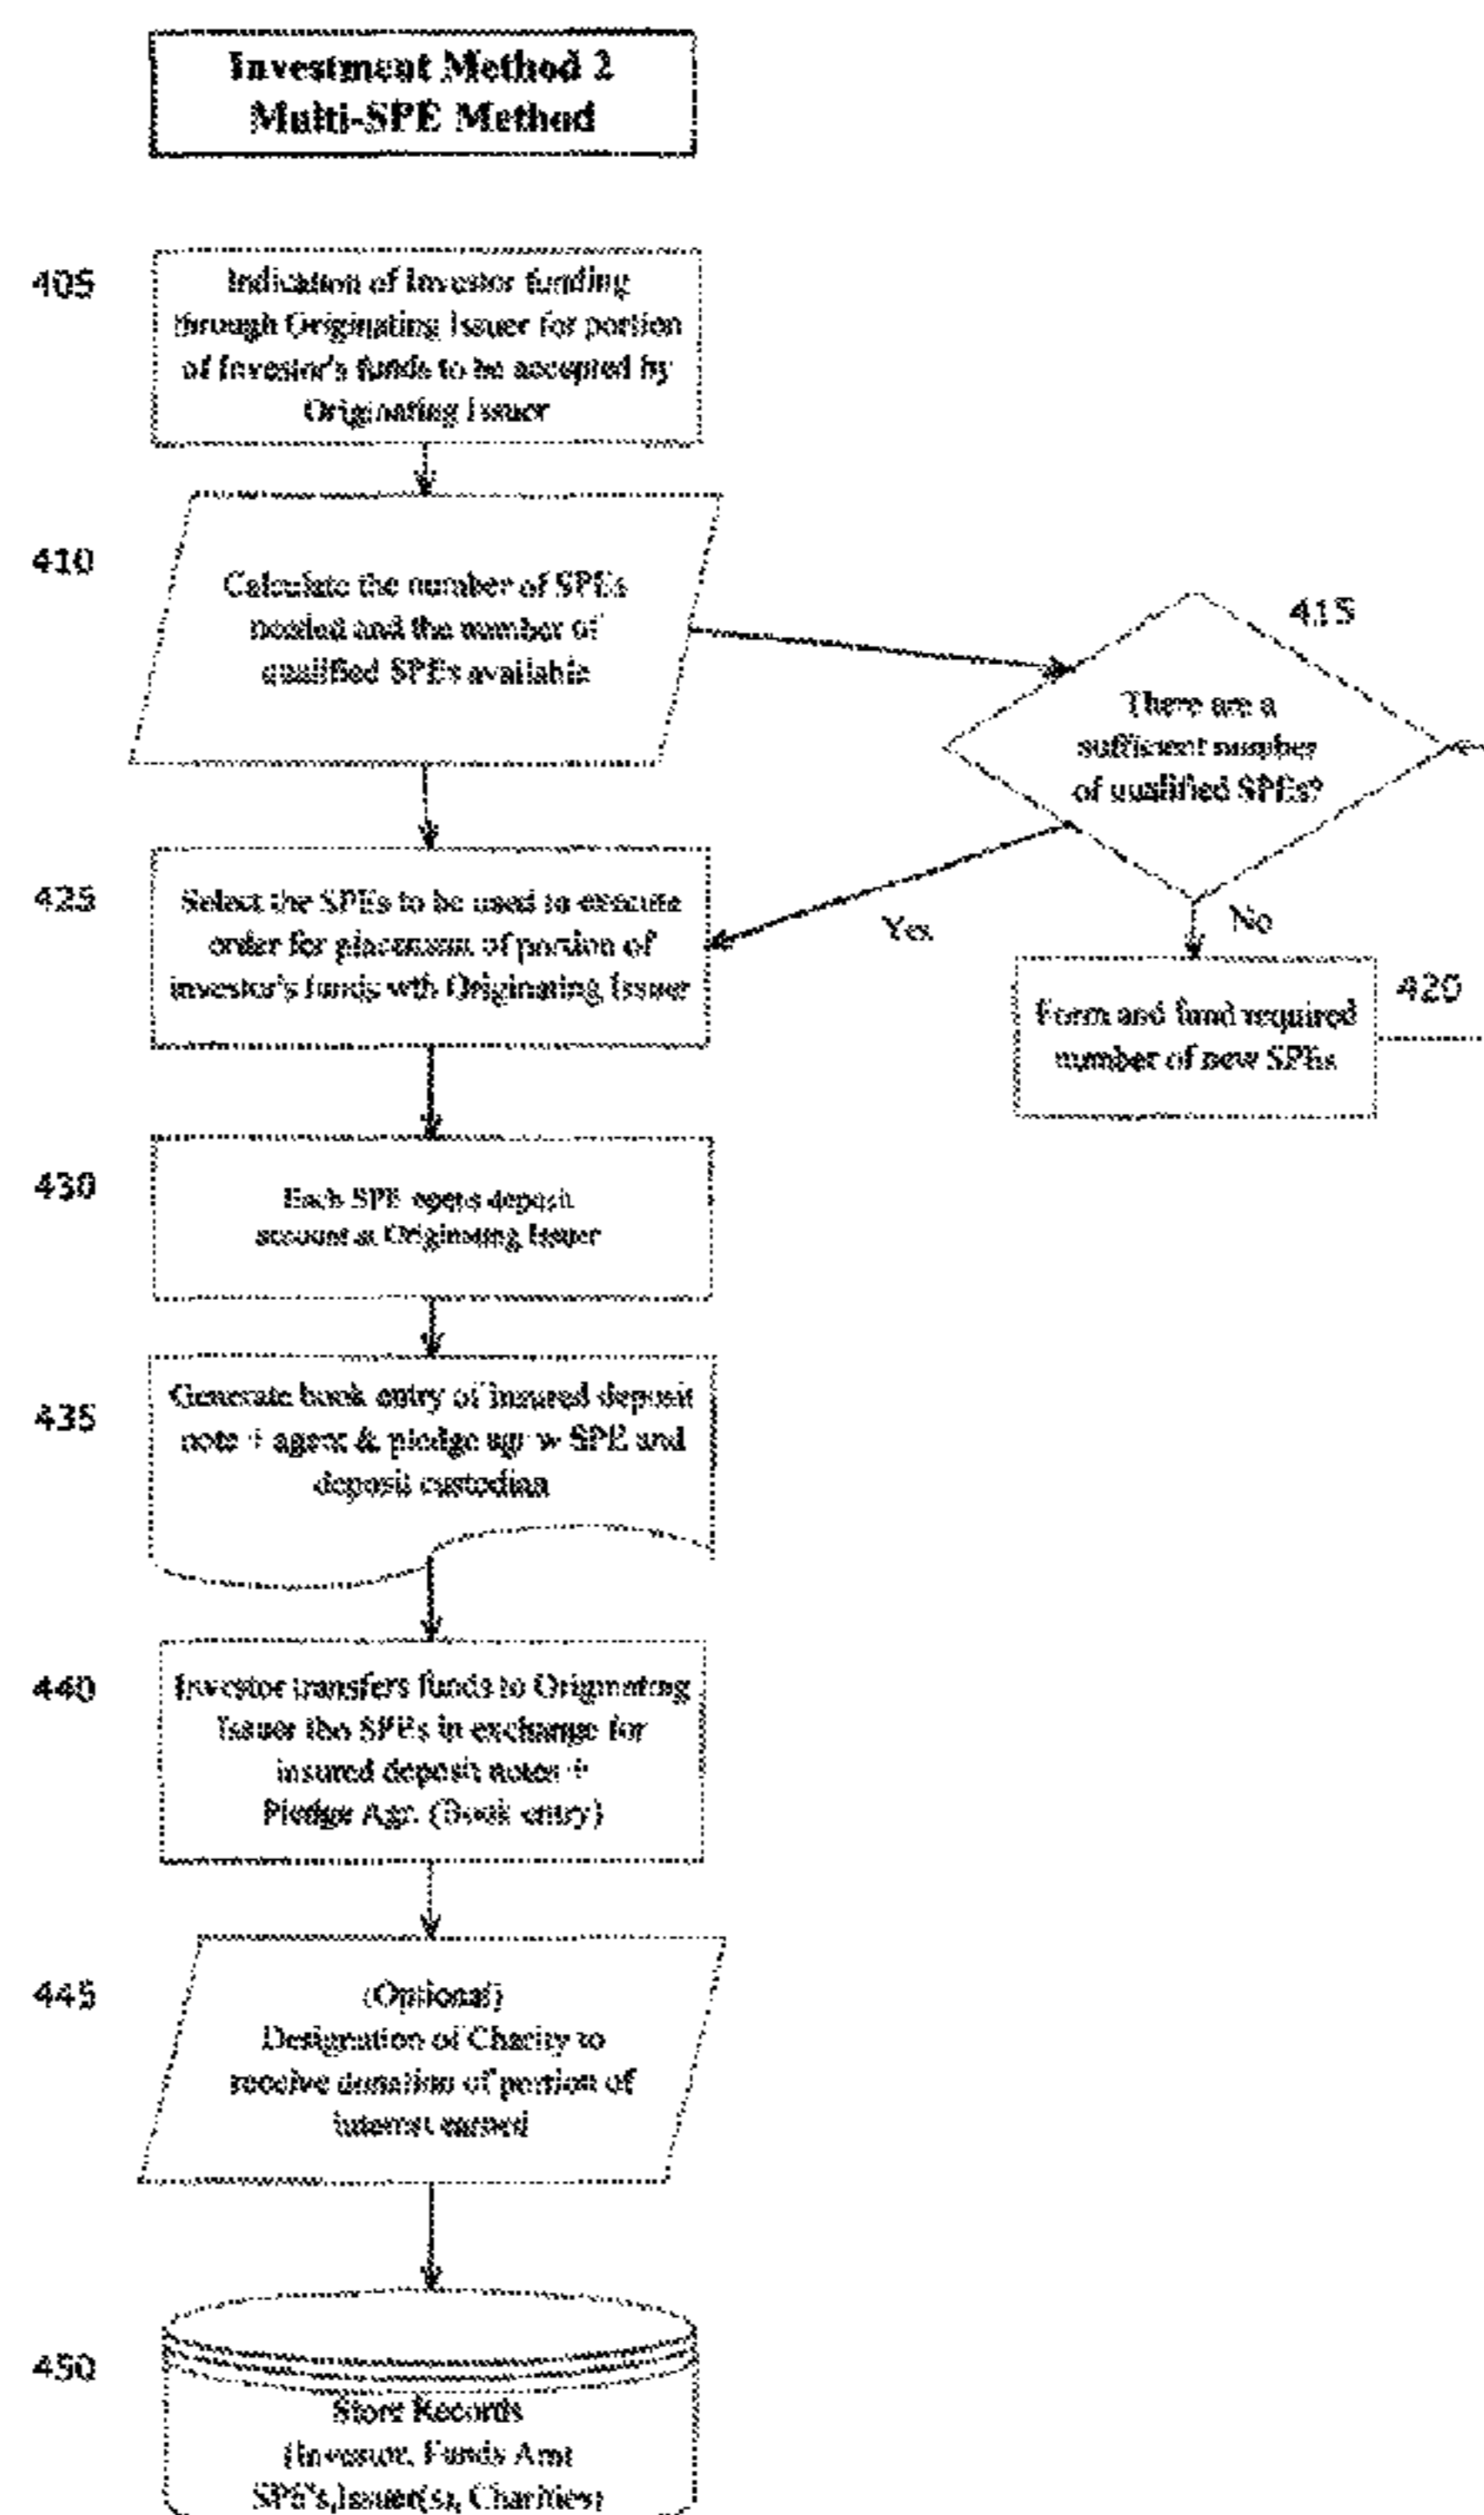 Investment Method 2
Multi-SPE Method
405
Indication of Investor funding
through Originating Issuer for portion
of Investor's funds to be accepted by
Originating Issuer
410
Calculate the number of SPEs
needed and the number of
qualified SPEs available
415
There are a
sufficient number
of qualified SPEs?
Yes
No
420
Form and fund required
number of new SPEs
425
Select the SPEs to be used to execute
order for placement of portion of
investor's funds wth Originating Issuer
430
Each SPE opens deposit
account at Originating Issuer
435
Generate book entry of insured deposit
note + agent & pledge agr w SPE and
deposit custodian
440
Investor transfers funds to Originating
Issuer the SPEs in exchange for
insured deposit notes +
Pledge Agr. (Book entry)
445
(Optional)
Designation of Charity to
receive donation of portion of
interest earned
450
Store Records
(Investor, Funds Amt
SPE's, Issuer(s), Charities)